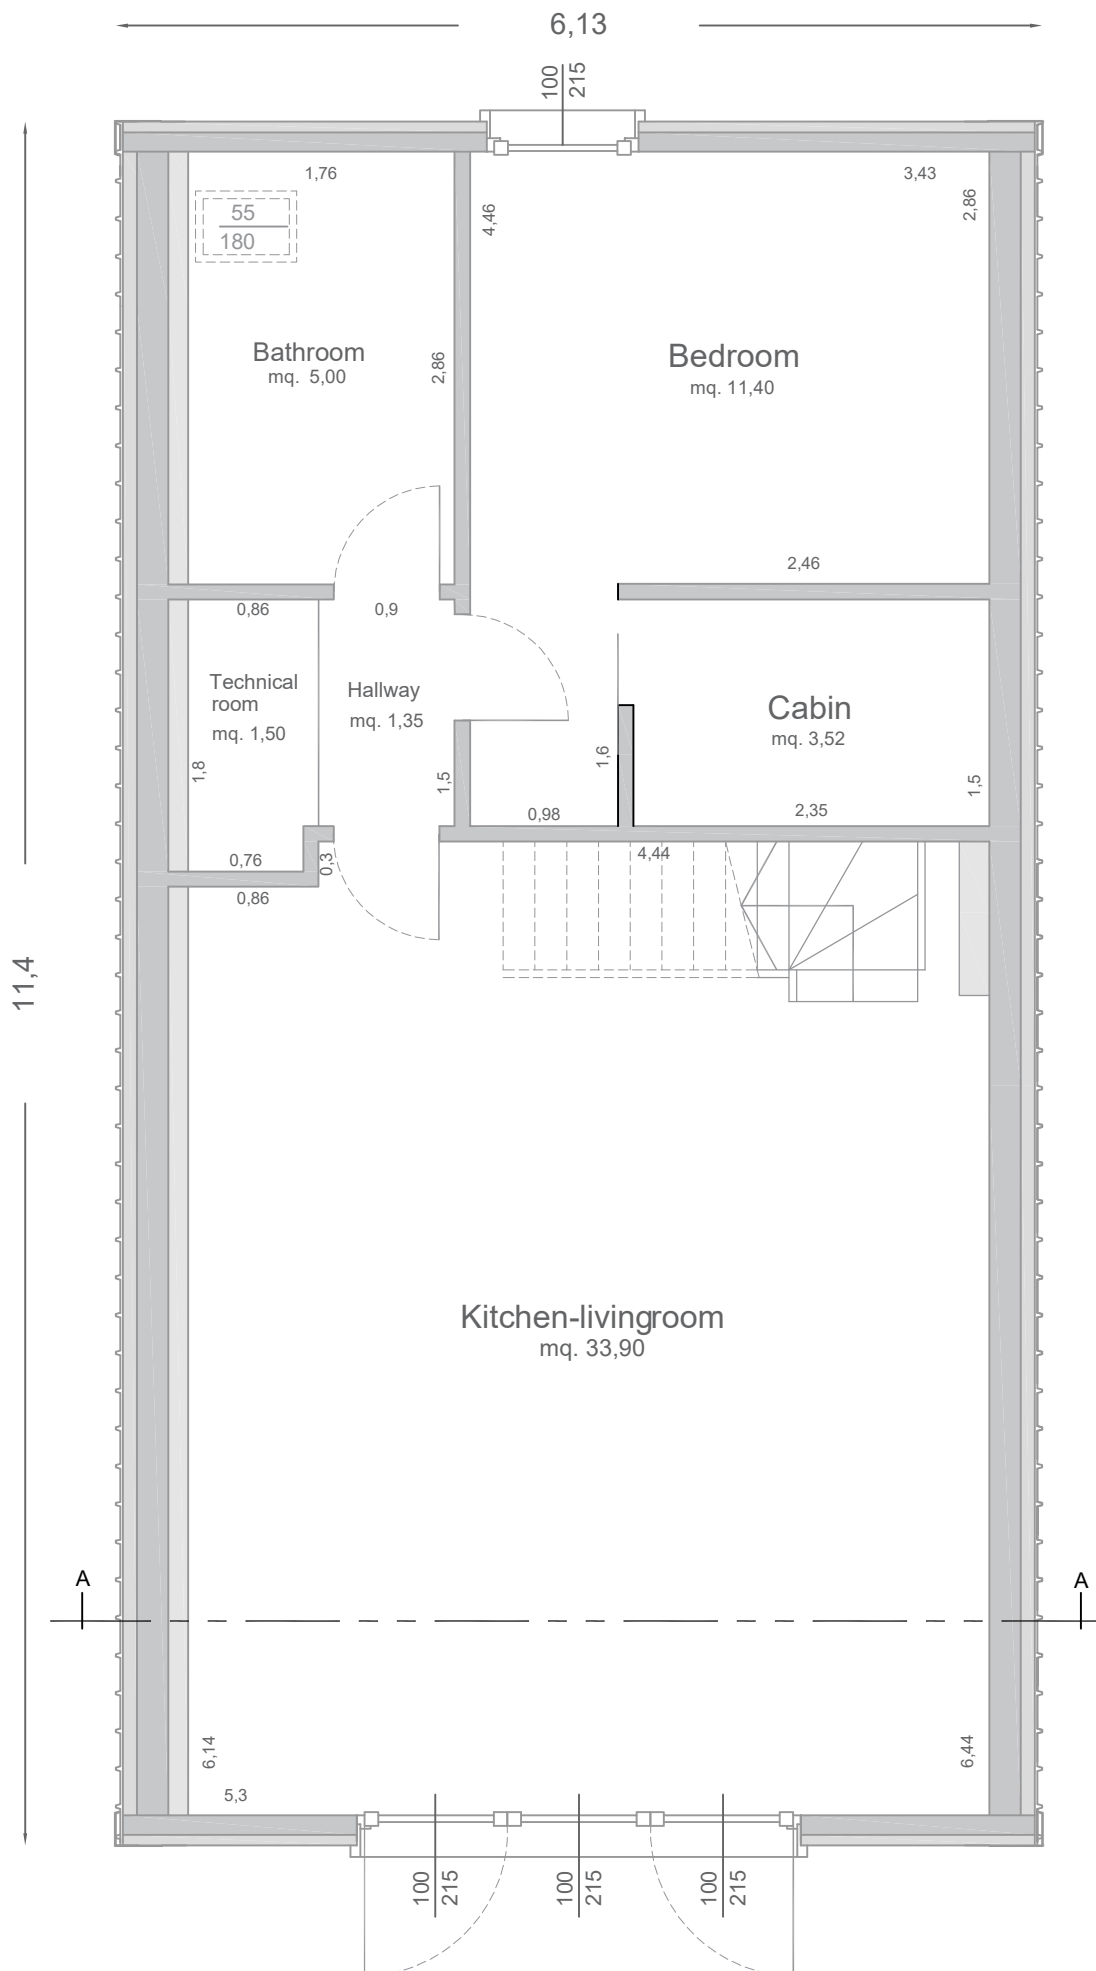 6,13
100
215
1,76
3,43
55
180
4,46
2,86
Bathroom
mq. 5,00
2,86
Bedroom
mq. 11,40
2,46
0,86
0,9
Technical
room
mq. 1,50
Hallway
mq. 1,35
Cabin
mq. 3,52
1,8
1,5
1,6
1,5
0,98
2,35
0,76
0,3
4,44
0,86
11,4
Kitchen-livingroom
mq. 33,90
A
A
6,14
6,44
5,3
100
215
100
215
100
215